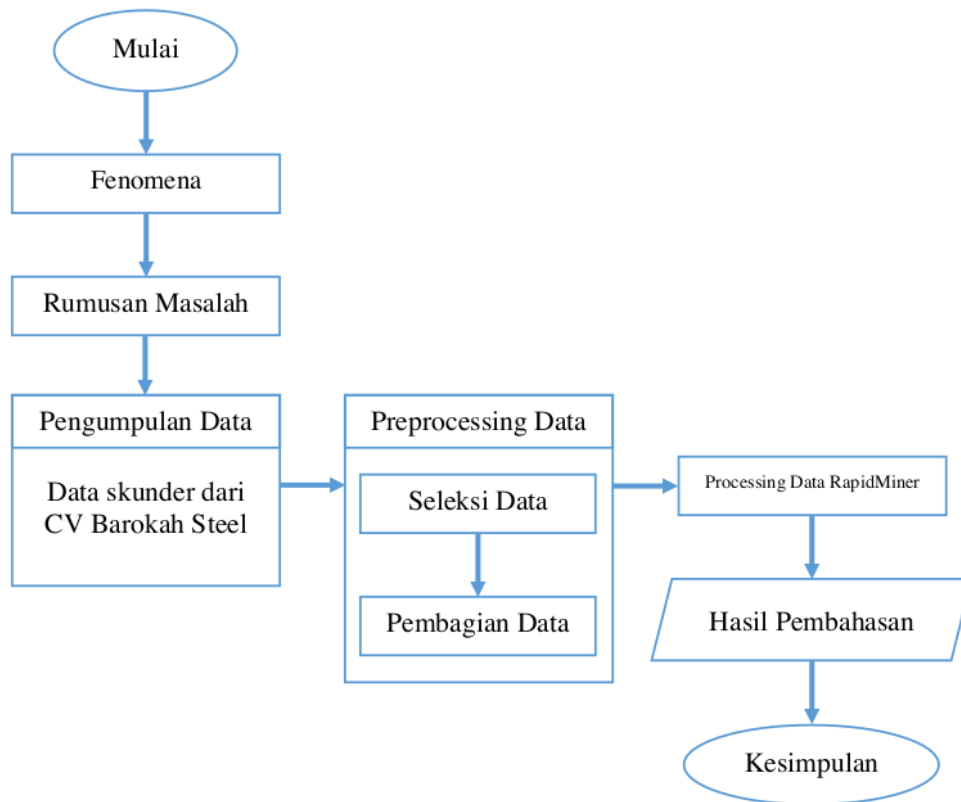 Mulai
Fenomena
Rumusan Masalah
Pengumpulan Data
Data skunder dari
CV Barokah Steel
Preprocessing Data
Seleksi Data
Pembagian Data
Processing Data RapidMiner
Hasil Pembahasan
Kesimpulan